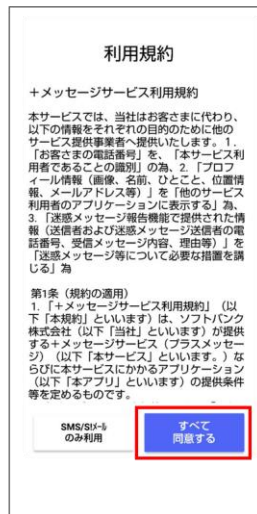 利用規約
＋メッセージサービス利用規約
本サービスでは、当社はお客さまに代わり、
以下の情報をそれぞれの目的のために他の
サービス提供事業者へ提供いたします。1.
「お客さまの電話番号」を、「本サービス利
用者であることの識別」の為、2.「プロフ
ィール情報（画像、名前、ひとこと、位置情
報、メールアドレス等）」を「他のサービス
利用者のアプリケーションに表示する」為、
3.「迷惑メッセージ報告機能で提供された情
報（送信者および迷惑メッセージ送信者の電
話番号、受信メッセージ内容、理由等）」を
「迷惑メッセージ等について必要な措置を講
じる」為
第1条（規約の適用）
1.「＋メッセージサービス利用規約」（以
下「本規約」といいます）は、ソフトバンク
株式会社（以下「当社」といいます）が提供
する＋メッセージサービス（プラスメッセー
ジ）（以下「本サービス」といいます。）な
らびに本サービスにかかるアプリケーション
（以下「本アプリ」といいます）の提供条件
等を定めるものです。
SMS/S!メール
のみ利用
すべて
同意する